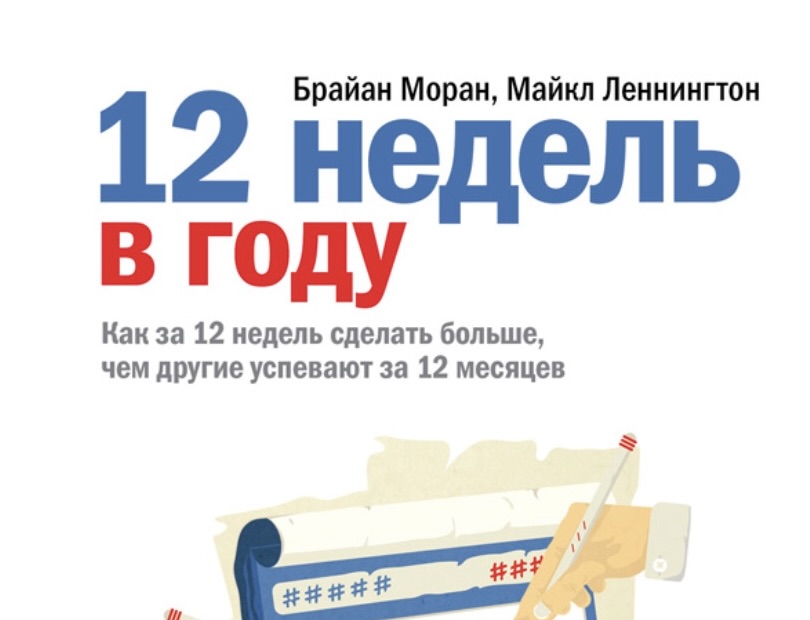 Брайан Моран, Майкл Леннингтон
12 недель
в году
Как за 12 недель сделать больше,
чем другие успевают за 12 месяцев
#####
###